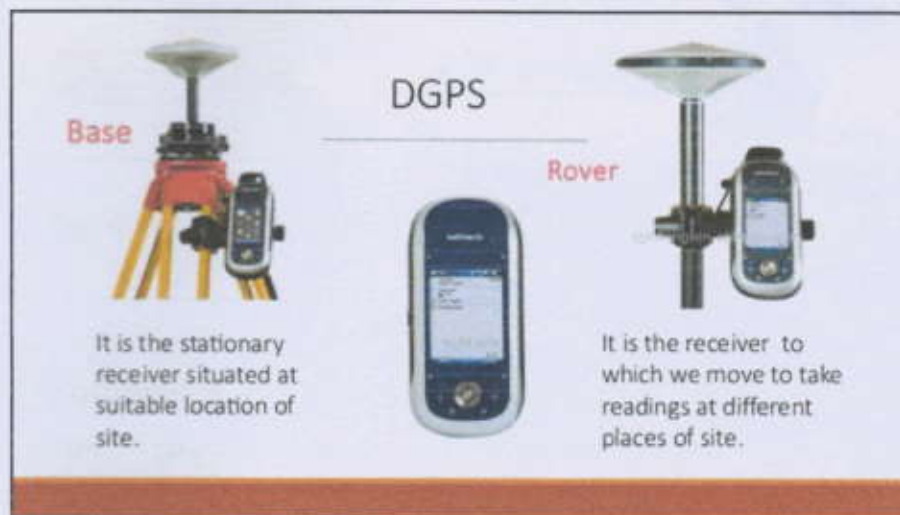 DGPS
Base
Rover
It is the stationary
receiver situated at
suitable location of
site.
It is the receiver to
which we move to take
readings at different
places of site.